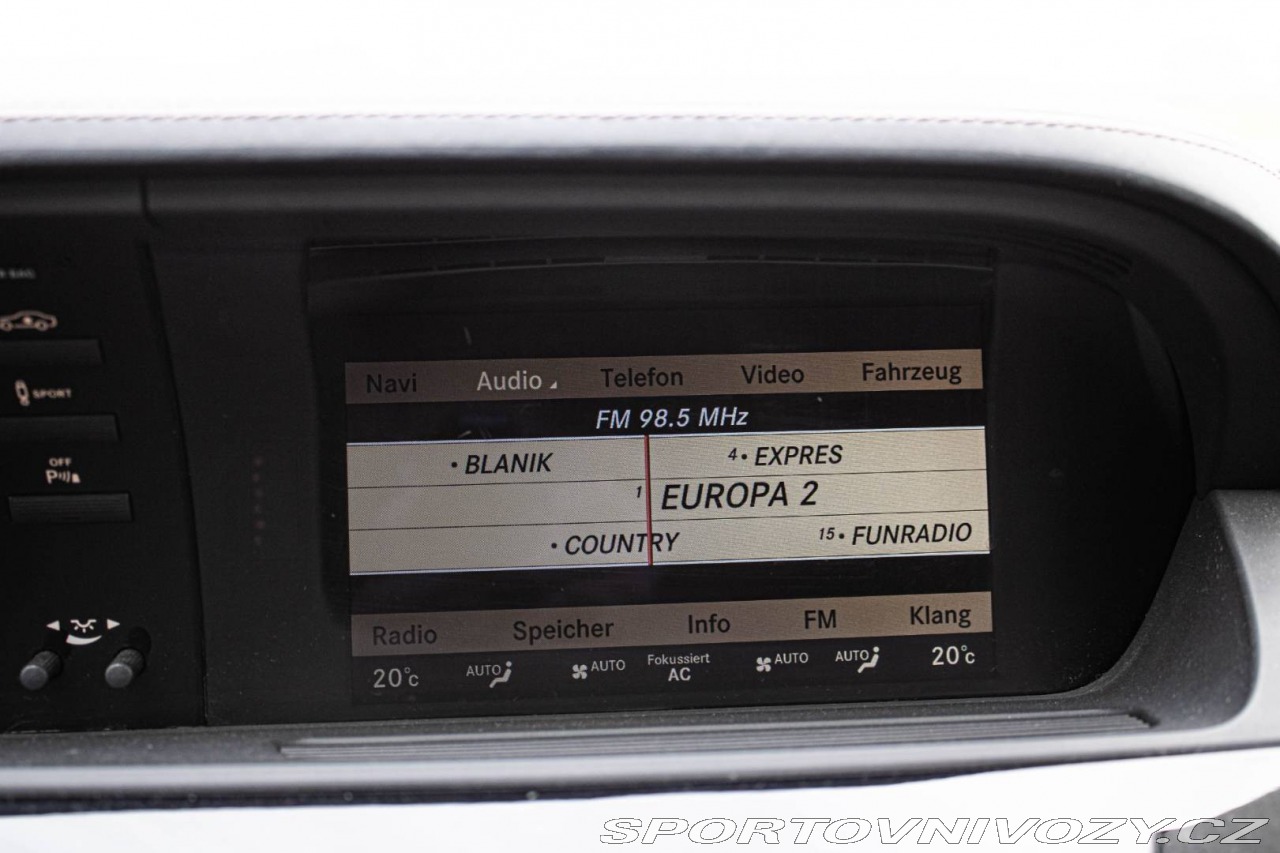 SPORT
OFF
P
Navi Audio Telefon Video Fahrzeug
FM 98.5 MHz
• BLANIK 4• EXPRES
1 EUROPA 2
• COUNTRY 15• FUNRADIO
Radio Speicher Info FM Klang
20°C AUTO AUTO Fokussiert AC AUTO AUTO 20°C
SPORTOVNIVOZY.CZ